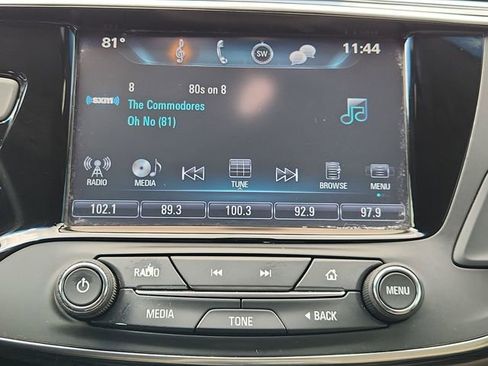 81° SW 11:44
8 80s on 8
sxm
The Commodores
Oh No (81)
RADIO MEDIA TUNE BROWSE MENU
102.1 89.3 100.3 92.9 97.9
RADIO
MENU
MEDIA TONE BACK